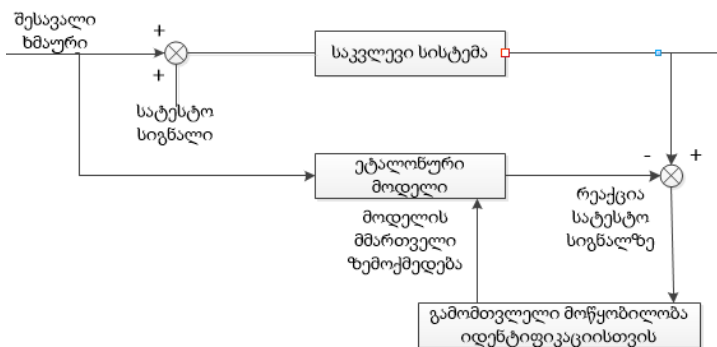 შესავალი
ხმაური
+
+
საკვლევი სისტემა
სატესტო
სიგნალი
ეტალონური
მოდელი
- +
რეაქცია
სატესტო
სიგნალზე
მოდელის
მმართველი
ზემოქმედება
გამომთვლელი მოწყობილობა
იდენტიფიკაციისთვის